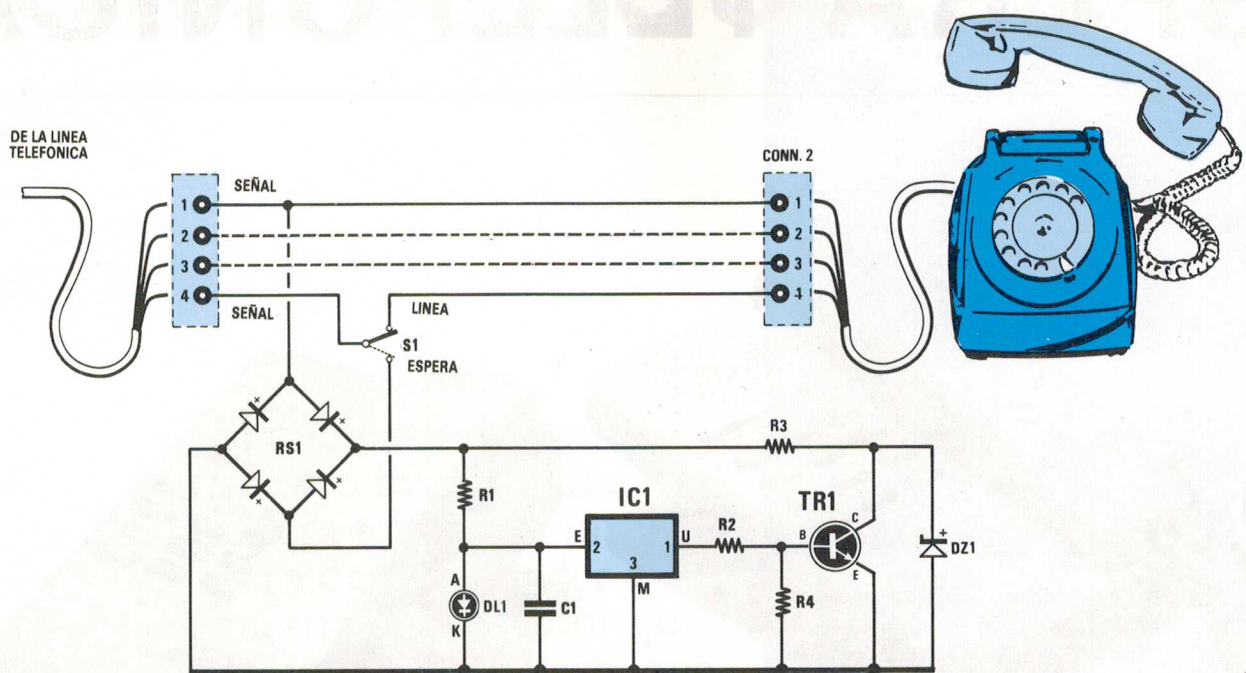 DE LA LINEA
TELEFONICA
CONN. 2
SEÑAL
1
1
2
2
3
3
4
4
SEÑAL
LINEA
S1
ESPERA
RS1
R3
R1
IC1
R2
TR1
C
E
2
1
U
B
3
M
E
DZ1
A
DL1
K
C1
R4